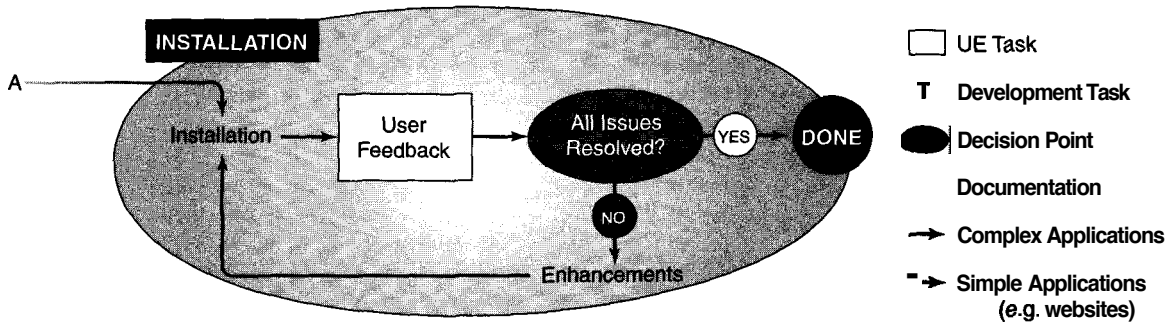 INSTALLATION
A
Installation
User
Feedback
All Issues
Resolved?
YES
DONE
NO
Enhancements
UE Task
T Development Task
Decision Point
Documentation
Complex Applications
Simple Applications
(e.g. websites)